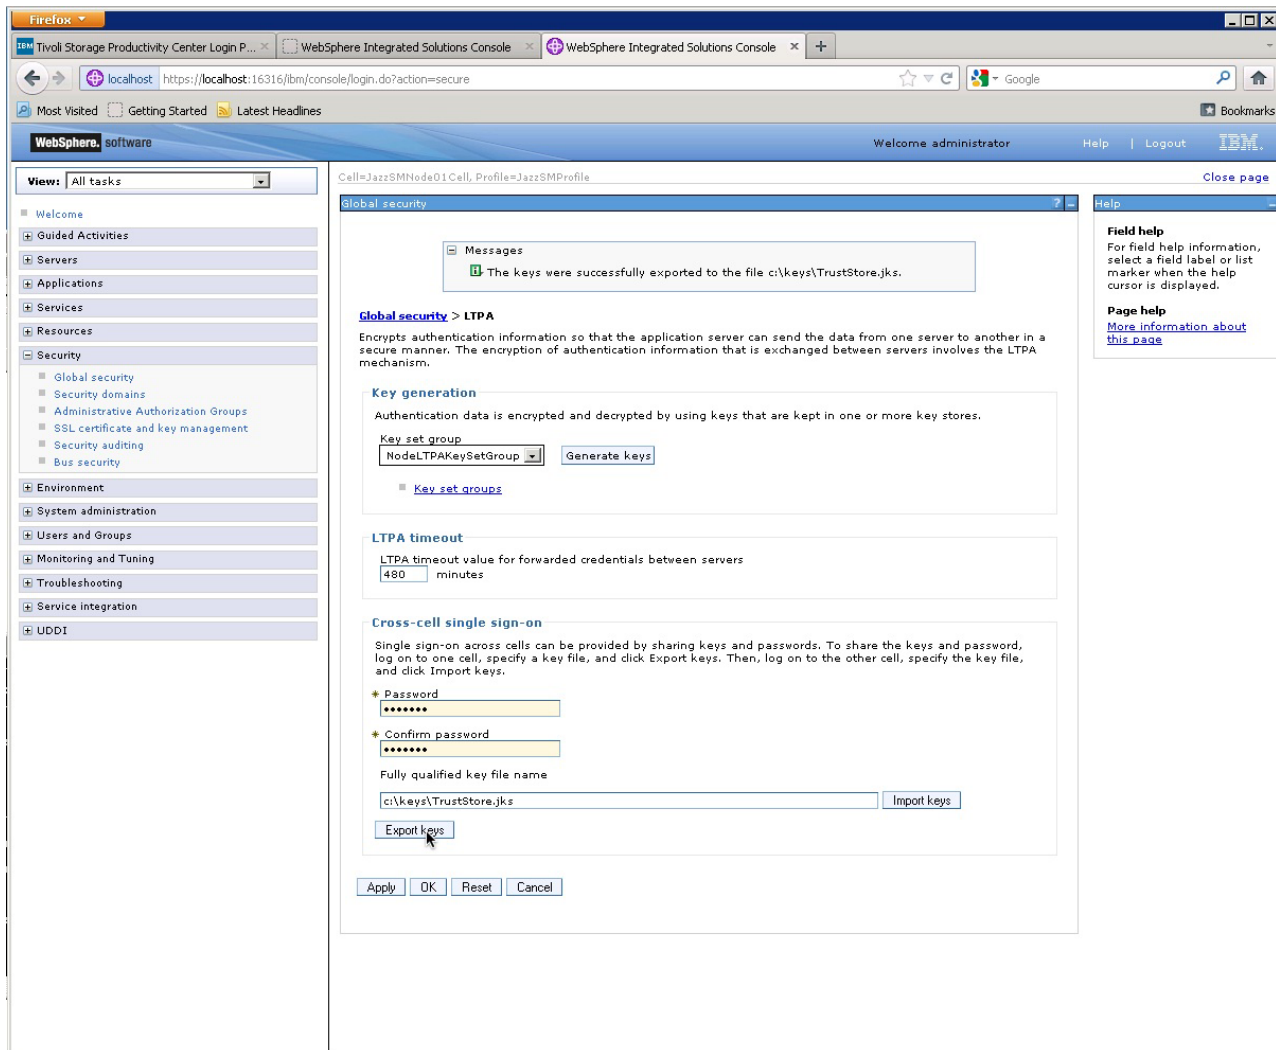 Firefox
Tivoli Storage Productivity Center Login P...
WebSphere Integrated Solutions Console
WebSphere Integrated Solutions Console
localhost https://localhost:16316/ibm/console/login.do?action=secure
Google
Most Visited Getting Started Latest Headlines
Bookmarks
WebSphere. software
Welcome administrator
Help | Logout
IBM.
View: All tasks
Welcome
Guided Activities
Servers
Applications
Services
Resources
Security
Global security
Security domains
Administrative Authorization Groups
SSL certificate and key management
Security auditing
Bus security
Environment
System administration
Users and Groups
Monitoring and Tuning
Troubleshooting
Service integration
UDDI
Cell=JazzSMNode01Cell, Profile=JazzSMProfile
Close page
Global security
?
Messages
The keys were successfully exported to the file c:\keys\TrustStore.jks.
Global security > LTPA
Encrypts authentication information so that the application server can send the data from one server to another in a
secure manner. The encryption of authentication information that is exchanged between servers involves the LTPA
mechanism.
Key generation
Authentication data is encrypted and decrypted by using keys that are kept in one or more key stores.
Key set group
NodeLTPAKeySetGroup
Generate keys
Key set groups
LTPA timeout
LTPA timeout value for forwarded credentials between servers
480 minutes
Cross-cell single sign-on
Single sign-on across cells can be provided by sharing keys and passwords. To share the keys and password,
log on to one cell, specify a key file, and click Export keys. Then, log on to the other cell, specify the key file,
and click Import keys.
* Password
•••••••
* Confirm password
•••••••
Fully qualified key file name
c:\keys\TrustStore.jks
Import keys
Export keys
Apply OK Reset Cancel
Help
Field help
For field help information,
select a field label or list
marker when the help
cursor is displayed.
Page help
More information about
this page